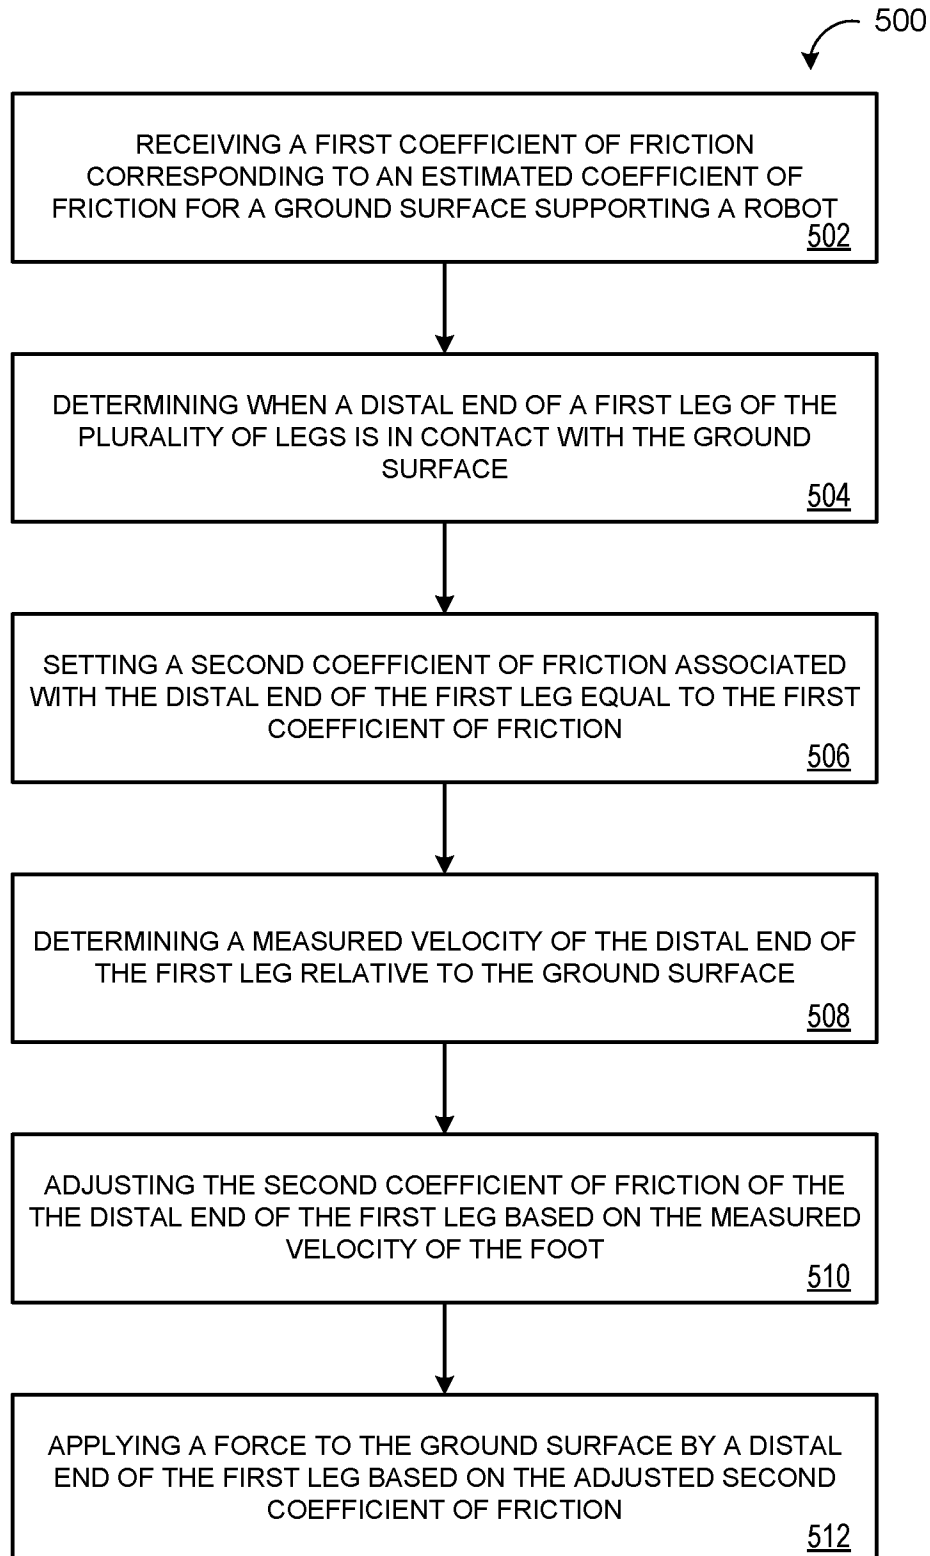 500
RECEIVING A FIRST COEFFICIENT OF FRICTION
CORRESPONDING TO AN ESTIMATED COEFFICIENT OF
FRICTION FOR A GROUND SURFACE SUPPORTING A ROBOT
502
DETERMINING WHEN A DISTAL END OF A FIRST LEG OF THE
PLURALITY OF LEGS IS IN CONTACT WITH THE GROUND
SURFACE
504
SETTING A SECOND COEFFICIENT OF FRICTION ASSOCIATED
WITH THE DISTAL END OF THE FIRST LEG EQUAL TO THE FIRST
COEFFICIENT OF FRICTION
506
DETERMINING A MEASURED VELOCITY OF THE DISTAL END OF
THE FIRST LEG RELATIVE TO THE GROUND SURFACE
508
ADJUSTING THE SECOND COEFFICIENT OF FRICTION OF THE
THE DISTAL END OF THE FIRST LEG BASED ON THE MEASURED
VELOCITY OF THE FOOT
510
APPLYING A FORCE TO THE GROUND SURFACE BY A DISTAL
END OF THE FIRST LEG BASED ON THE ADJUSTED SECOND
COEFFICIENT OF FRICTION
512